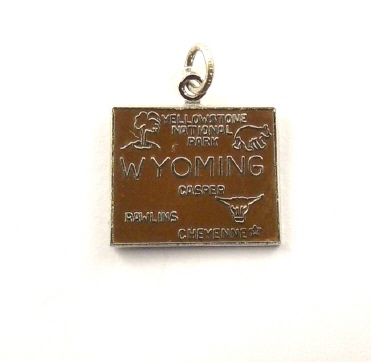 YELLOWSTONE
NATIONAL
PARK
WYOMING
CASPER
RAWLINS
CHEYENNE